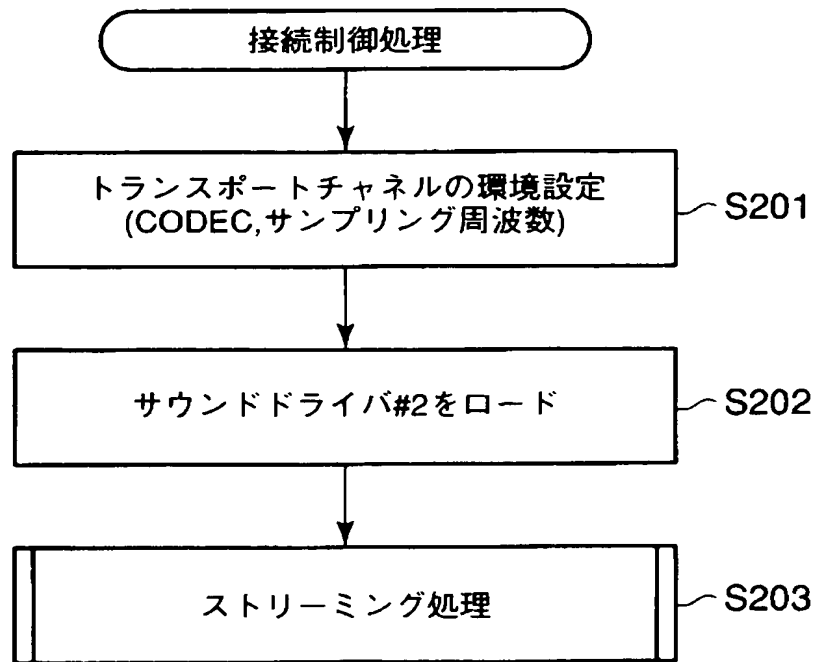 接続制御処理
トランスポートチャネルの環境設定
(CODEC,サンプリング周波数)
S201
サウンドドライバ#2をロード
S202
ストリーミング処理
S203